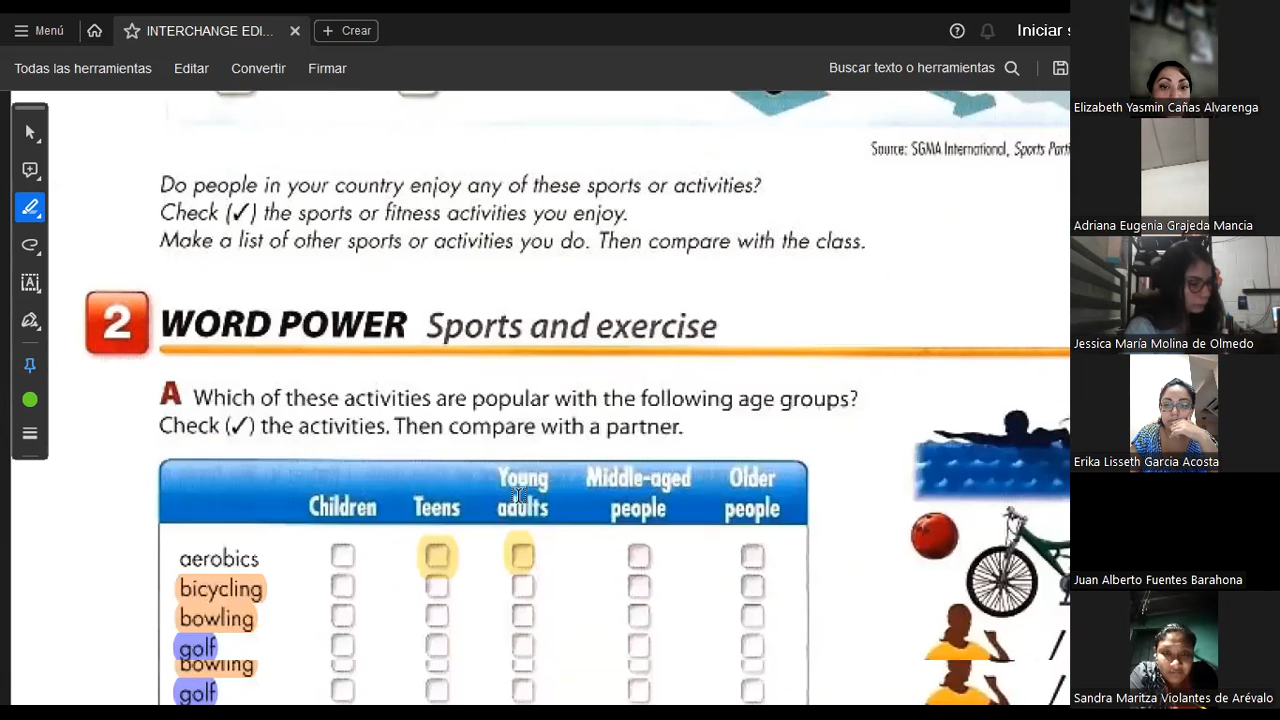 Menú
INTERCHANGE EDI...
Crear
Iniciar s
Todas las herramientas
Editar
Convertir
Firmar
Buscar texto o herramientas
Source: SGMA International, Sports Parti
Do people in your country enjoy any of these sports or activities?
Check (✓) the sports or fitness activities you enjoy.
Make a list of other sports or activities you do. Then compare with the class.
2 WORD POWER Sports and exercise
A Which of these activities are popular with the following age groups?
Check (✓) the activities. Then compare with a partner.
Children Teens Young adults Middle-aged people Older people
aerobics
bicycling
bowling
golf
bowling
golf
Elizabeth Yasmin Cañas Alvarenga
Adriana Eugenia Grajeda Mancia
Jessica María Molina de Olmedo
Erika Lisseth Garcia Acosta
Juan Alberto Fuentes Barahona
Sandra Maritza Violantes de Arévalo